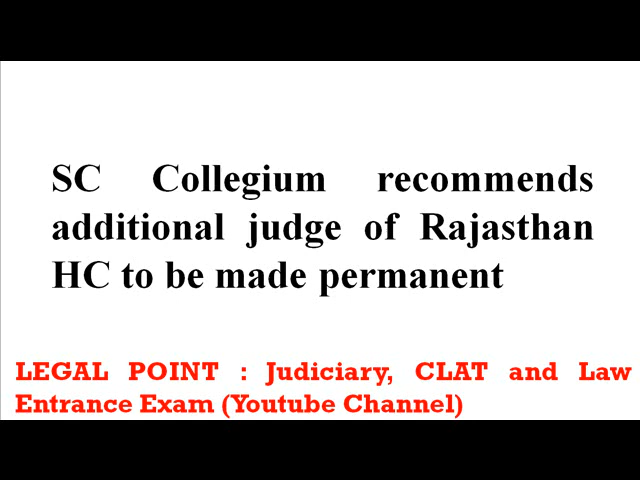 SC Collegium recommends
additional judge of Rajasthan
HC to be made permanent
LEGAL POINT : Judiciary, CLAT and Law
Entrance Exam (Youtube Channel)